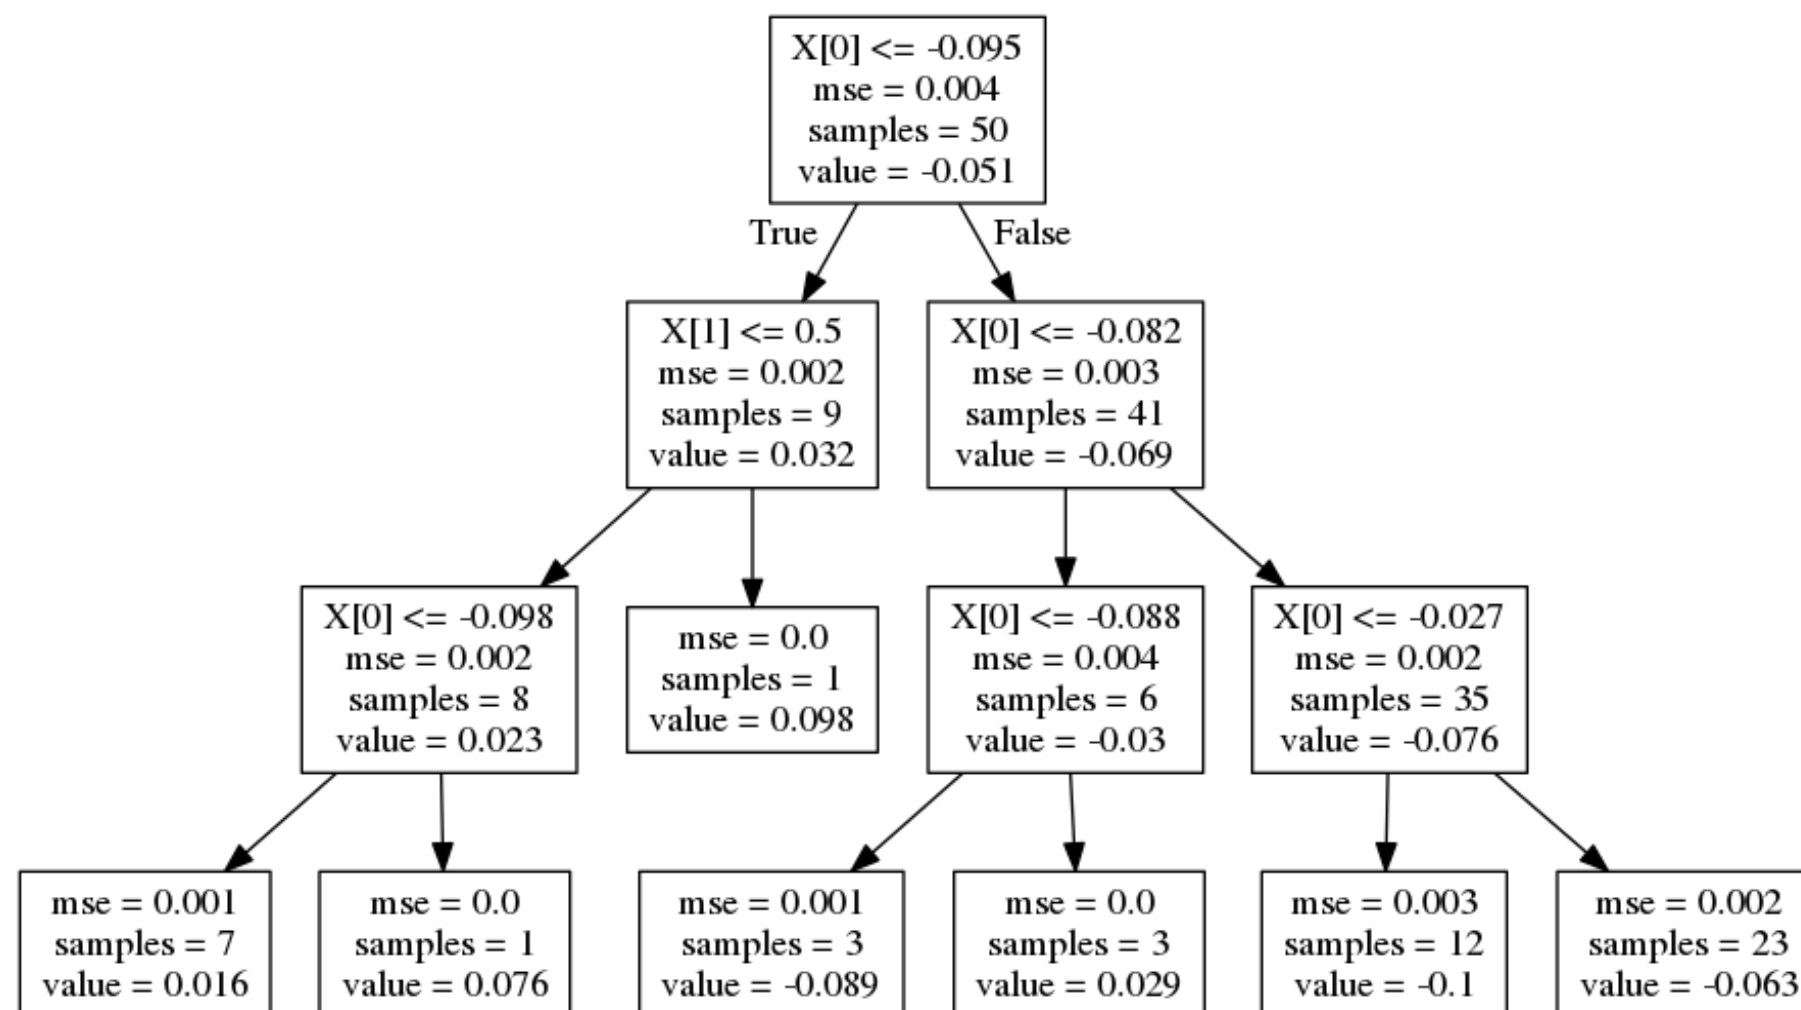 X[0] <= -0.095
mse = 0.004
samples = 50
value = -0.051
True
False
X[1] <= 0.5
mse = 0.002
samples = 9
value = 0.032
X[0] <= -0.082
mse = 0.003
samples = 41
value = -0.069
X[0] <= -0.098
mse = 0.002
samples = 8
value = 0.023
mse = 0.0
samples = 1
value = 0.098
X[0] <= -0.088
mse = 0.004
samples = 6
value = -0.03
X[0] <= -0.027
mse = 0.002
samples = 35
value = -0.076
mse = 0.001
samples = 7
value = 0.016
mse = 0.0
samples = 1
value = 0.076
mse = 0.001
samples = 3
value = -0.089
mse = 0.0
samples = 3
value = 0.029
mse = 0.003
samples = 12
value = -0.1
mse = 0.002
samples = 23
value = -0.063